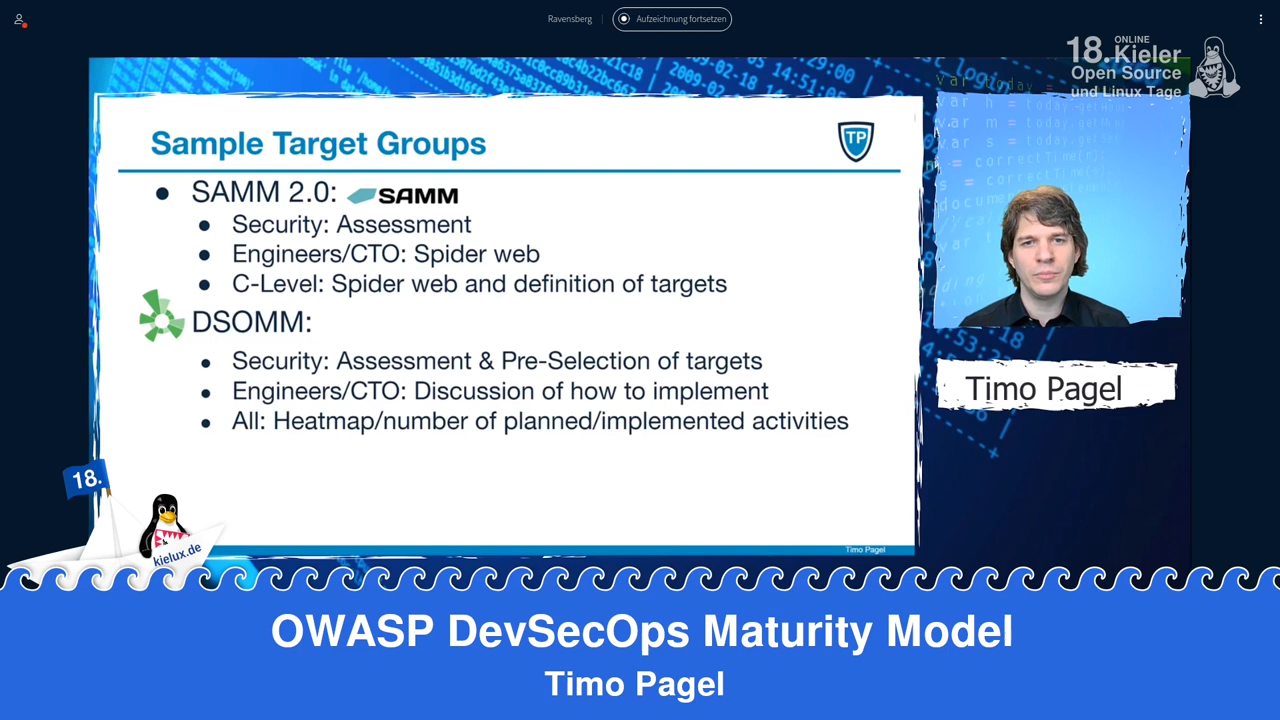 Ravensberg
Aufzeichnung fortsetzen
ONLINE
18. Kieler
Open Source
und Linux Tage
Sample Target Groups
TP
SAMM 2.0: SAMM
Security: Assessment
Engineers/CTO: Spider web
C-Level: Spider web and definition of targets
DSOMM:
Security: Assessment & Pre-Selection of targets
Engineers/CTO: Discussion of how to implement
All: Heatmap/number of planned/implemented activities
Timo Pagel
Timo Pagel
18.
kielux.de
OWASP DevSecOps Maturity Model
Timo Pagel